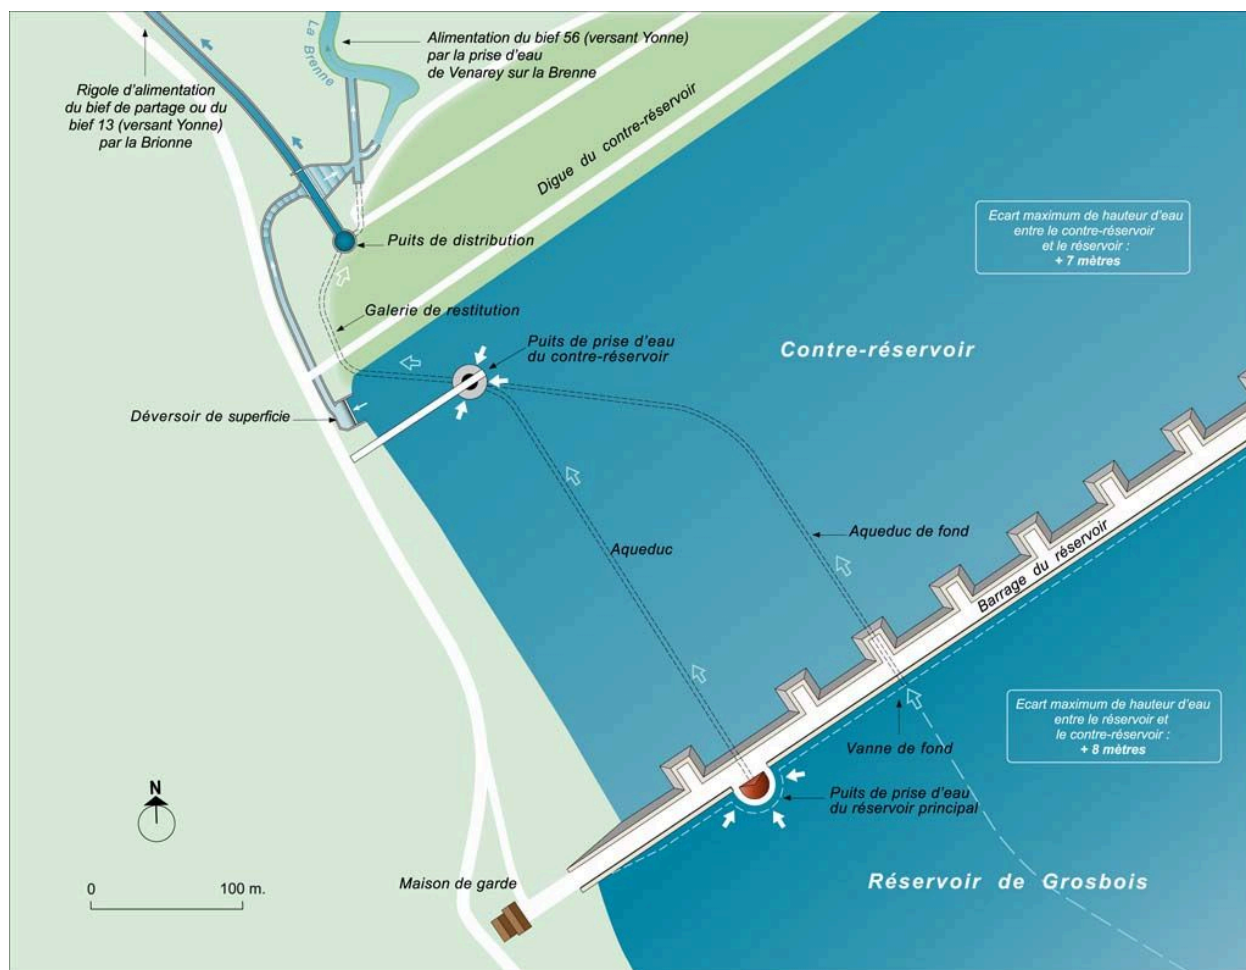 La Brenne
Alimentation du bief 56 (versant Yonne)
par la prise d'eau
de Venarey sur la Brenne
Rigole d'alimentation
du bief de partage ou du
bief 13 (versant Yonne)
par la Brionne
Digue du contre-réservoir
Ecart maximum de hauteur d'eau
entre le contre-réservoir
et le réservoir :
+ 7 mètres
Puits de distribution
Galerie de restitution
Puits de prise d'eau
du contre-réservoir
Contre-réservoir
Déversoir de superficie
Aqueduc de fond
Aqueduc
Barrage du réservoir
Ecart maximum de hauteur d'eau
entre le réservoir et
le contre-réservoir :
+ 8 mètres
Vanne de fond
Puits de prise d'eau
du réservoir principal
N
0 100 m.
Maison de garde
Réservoir de Grosbois